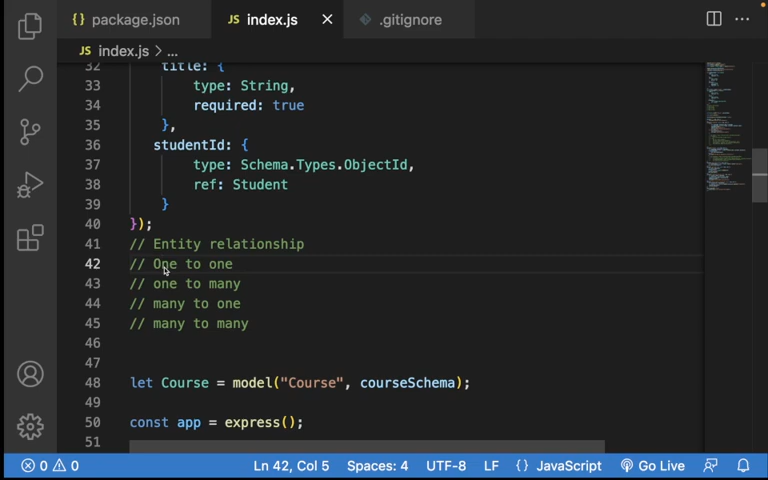 {} package.json
JS index.js
.gitignore
JS index.js > ...
32 title: {
33 type: String,
34 required: true
35 },
36 studentId: {
37 type: Schema.Types.ObjectId,
38 ref: Student
39 }
40 });
41 // Entity relationship
42 // One to one
43 // one to many
44 // many to one
45 // many to many
46
47
48 let Course = model("Course", courseSchema);
49
50 const app = express();
51
0 0 Ln 42, Col 5 Spaces: 4 UTF-8 LF {} JavaScript Go Live